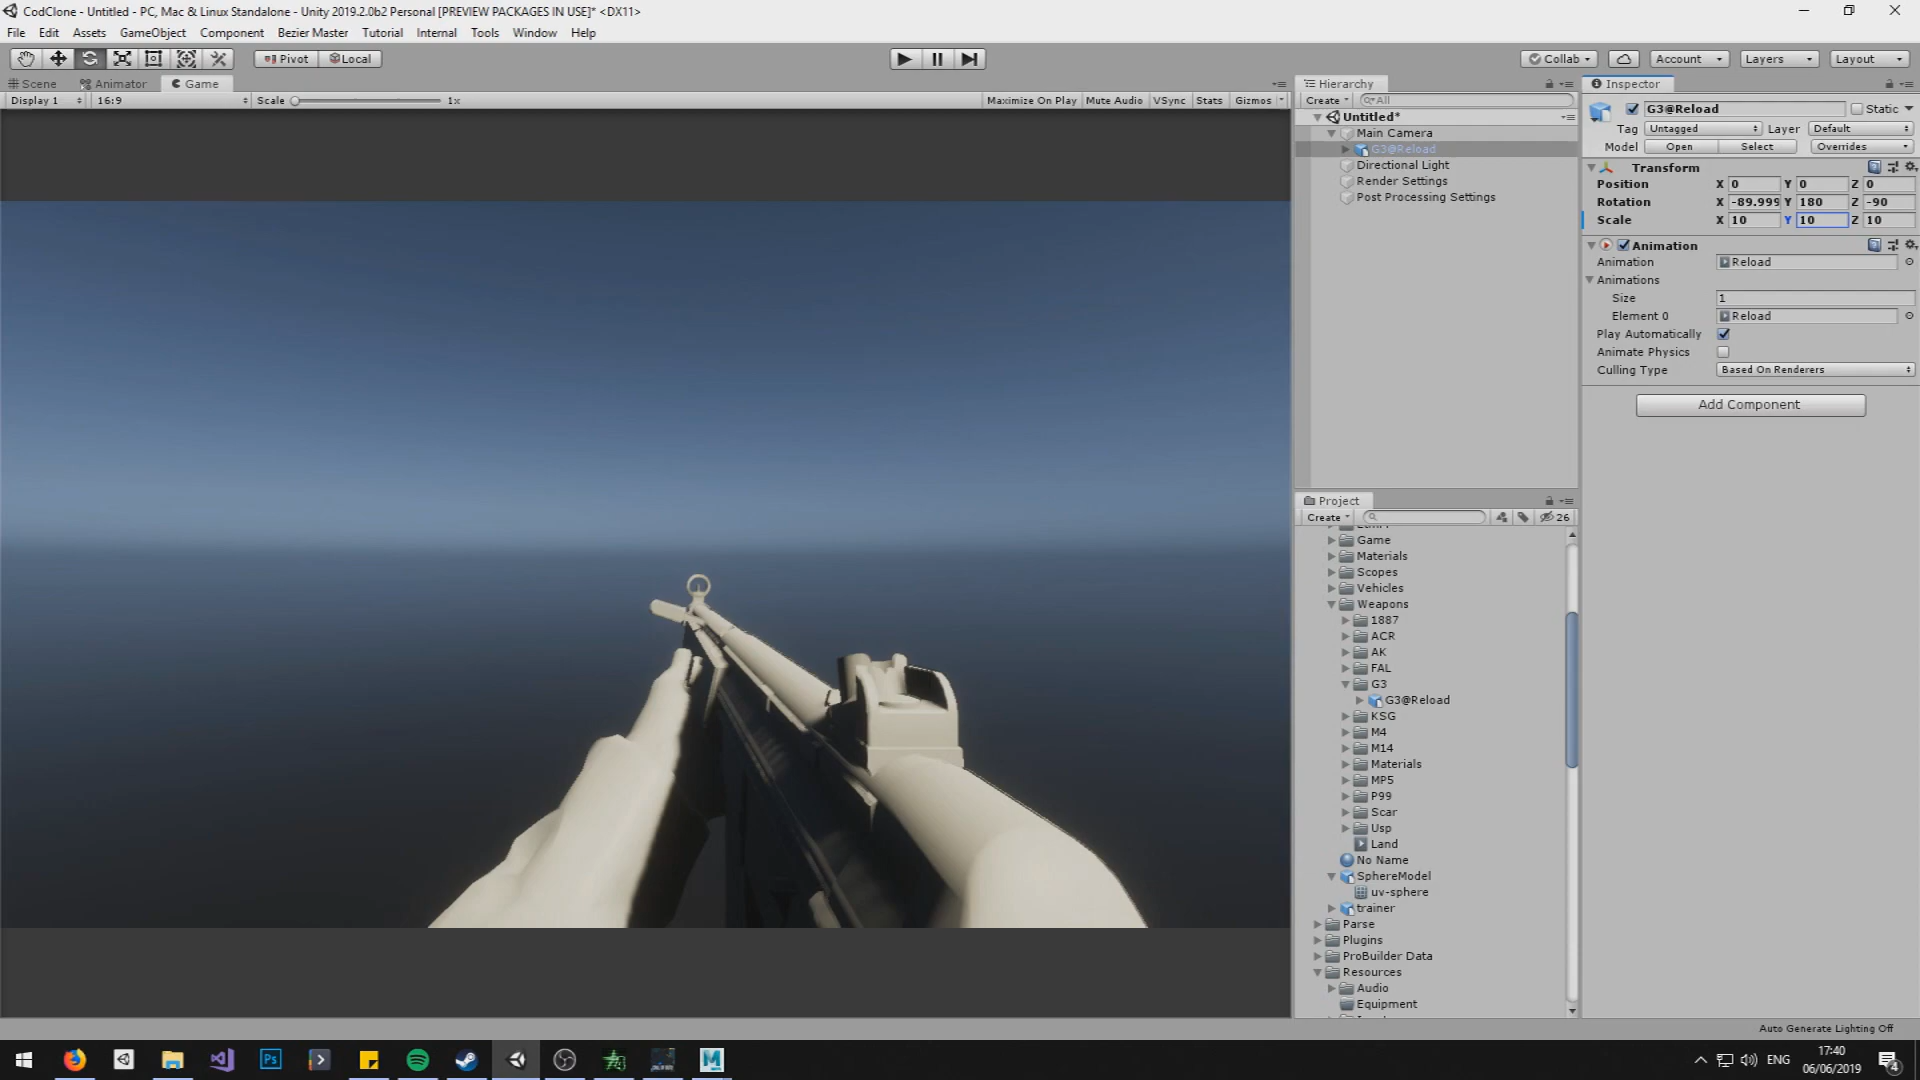 CodClone - Untitled - PC, Mac & Linux Standalone - Unity 2019.2.0b2 Personal [PREVIEW PACKAGES IN USE]* <DX11>
File Edit Assets GameObject Component Bezier Master Tutorial Internal Tools Window Help
Pivot Local Collab Account Layers Layout
Scene Animator Game
Display 1 16:9 Scale 1x Maximize On Play Mute Audio VSync Stats Gizmos
Hierarchy
Create All
Untitled*
Main Camera
G3@Reload
Directional Light
Render Settings
Post Processing Settings
Project
Create 26
Game
Materials
Scopes
Vehicles
Weapons
1887
ACR
AK
FAL
G3
G3@Reload
KSG
M4
M14
Materials
MP5
P99
Scar
Usp
Land
No Name
SphereModel
uv-sphere
trainer
Parse
Plugins
ProBuilder Data
Resources
Audio
Equipment
Inspector
G3@Reload Static
Tag Untagged Layer Default
Model Open Select Overrides
Transform
Position X 0 Y 0 Z 0
Rotation X -89.999 Y 180 Z -90
Scale X 10 Y 10 Z 10
Animation
Animation Reload
Animations
Size 1
Element 0 Reload
Play Automatically
Animate Physics
Culling Type Based On Renderers
Add Component
Auto Generate Lighting Off
Ps
M
ENG
17:40
06/06/2019
4